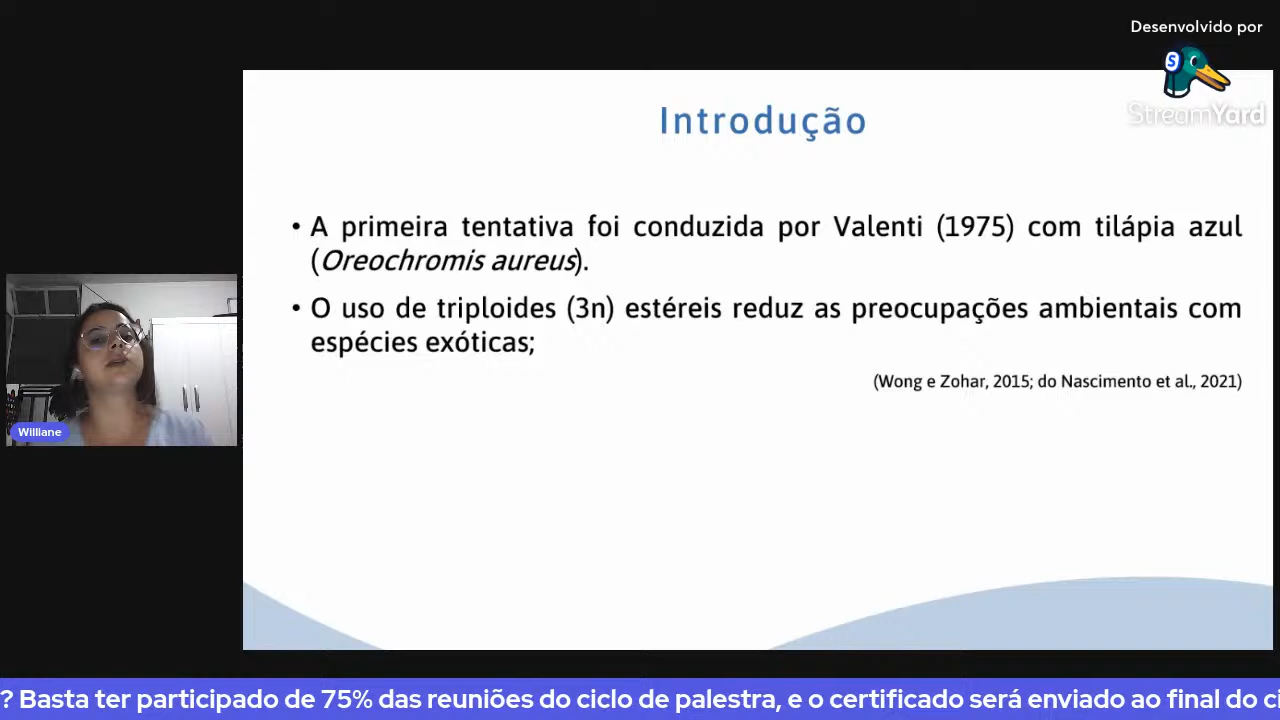 Desenvolvido por
StreamYard
Introdução
• A primeira tentativa foi conduzida por Valenti (1975) com tilápia azul
(Oreochromis aureus).
• O uso de triploides (3n) estéreis reduz as preocupações ambientais com
espécies exóticas;
(Wong e Zohar, 2015; do Nascimento et al., 2021)
Williane
? Basta ter participado de 75% das reuniões do ciclo de palestra, e o certificado será enviado ao final do ci